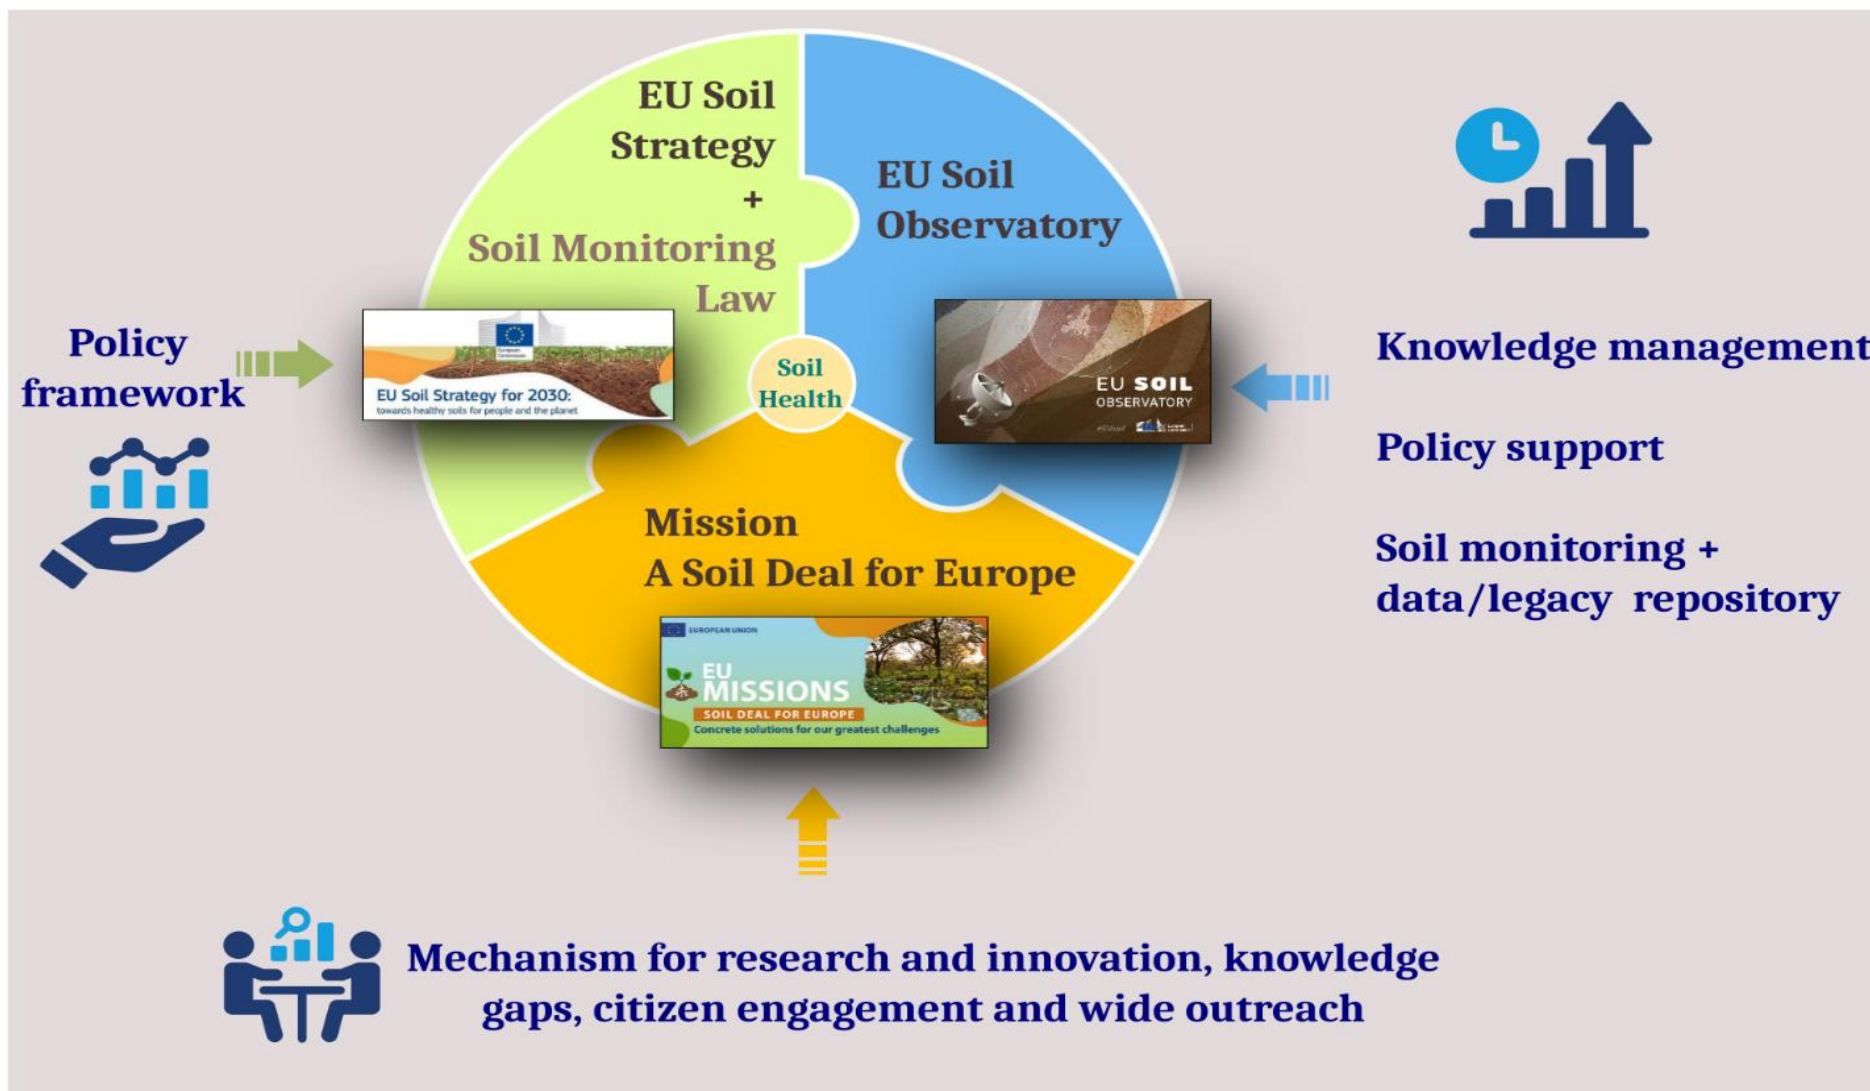 EU Soil
Strategy
+
Soil Monitoring
Law
EU Soil
Observatory
Policy
framework
European
Commission
EU Soil Strategy for 2030:
towards healthy soils for people and the planet
Soil
Health
EU SOIL
OBSERVATORY
Knowledge management
Policy support
Soil monitoring +
data/legacy repository
Mission
A Soil Deal for Europe
EUROPEAN UNION
EU
MISSIONS
SOIL DEAL FOR EUROPE
Concrete solutions for our greatest challenges
Mechanism for research and innovation, knowledge
gaps, citizen engagement and wide outreach